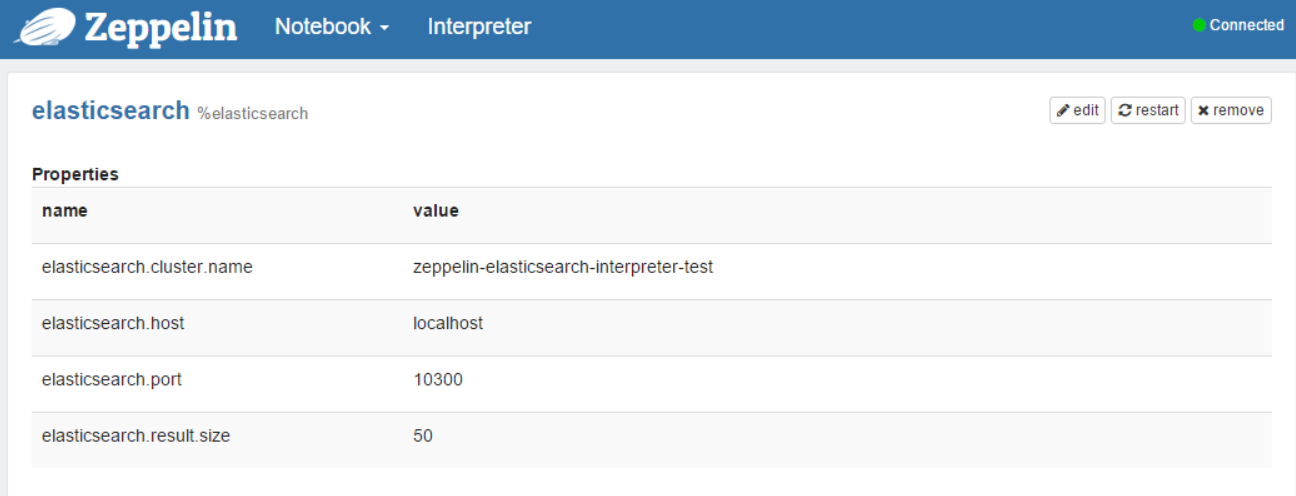 Zeppelin Notebook Interpreter Connected
elasticsearch %elasticsearch edit restart remove
Properties
name value
elasticsearch.cluster.name zeppelin-elasticsearch-interpreter-test
elasticsearch.host localhost
elasticsearch.port 10300
elasticsearch.result.size 50